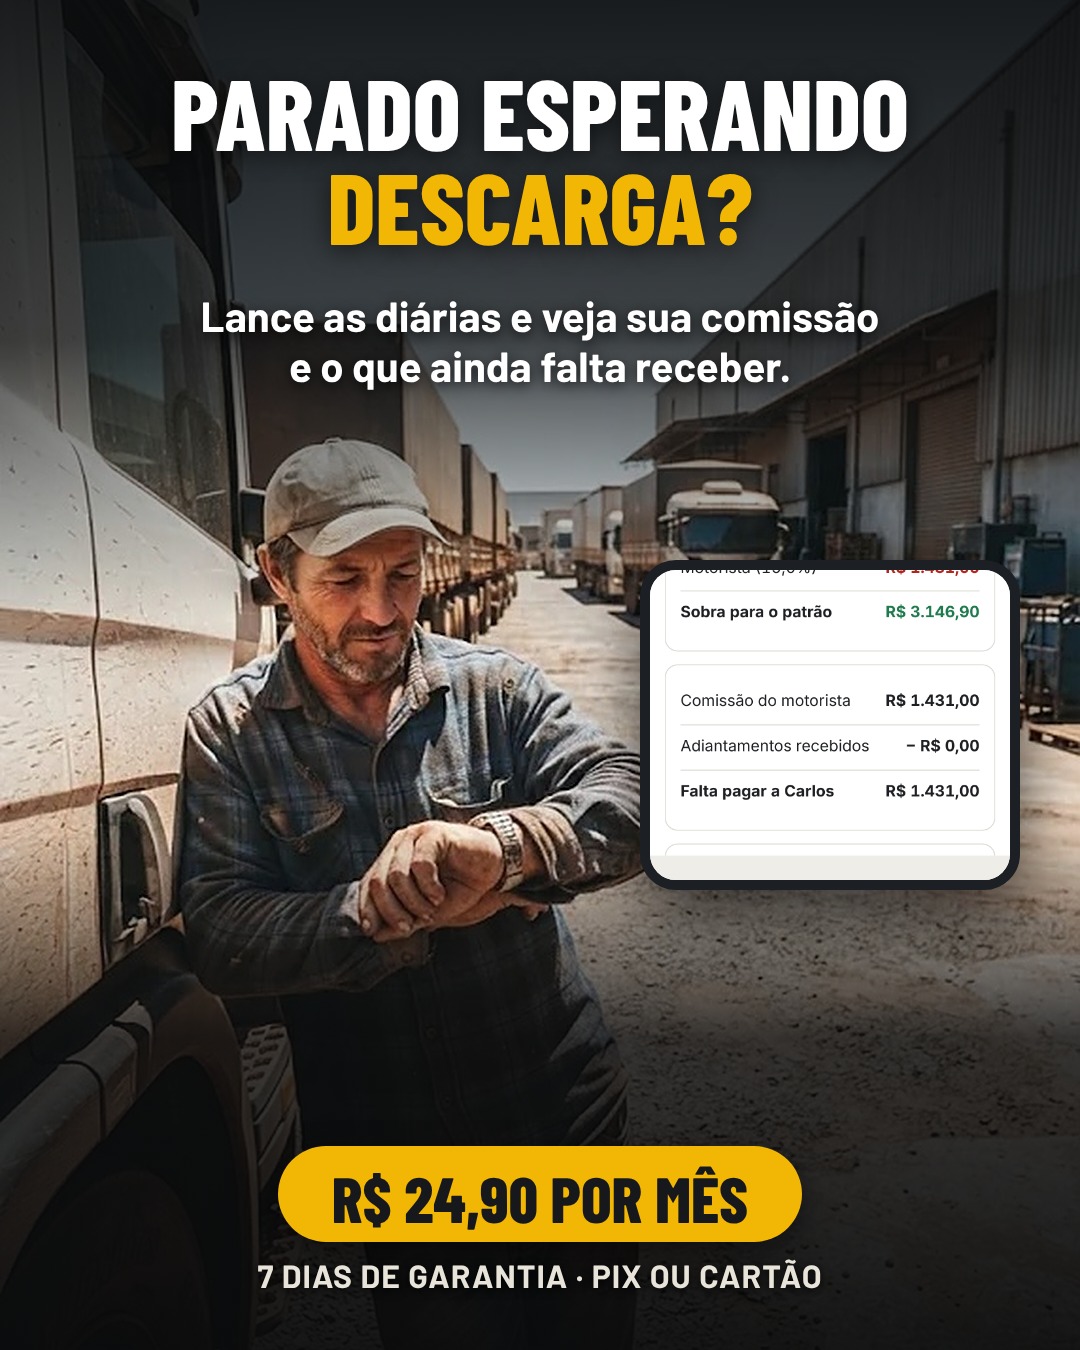 PARADO ESPERANDO
DESCARGA?
Lance as diárias e veja sua comissão
e o que ainda falta receber.
Sobra para o patrão R$ 3.146,90
Comissão do motorista R$ 1.431,00
Adiantamentos recebidos − R$ 0,00
Falta pagar a Carlos R$ 1.431,00
R$ 24,90 POR MÊS
7 DIAS DE GARANTIA · PIX OU CARTÃO